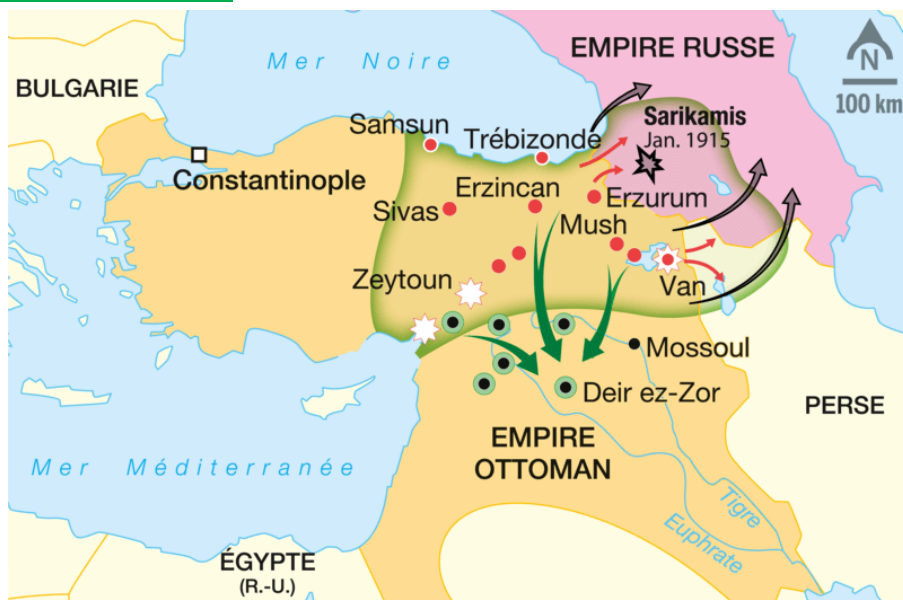 EMPIRE RUSSE
N
100 km
Mer Noire
BULGARIE
Sarikamis
Jan. 1915
Samsun
Trébizonde
Constantinople
Erzincan
Erzurum
Sivas
Mush
Zeytoun
Van
Mossoul
Deir ez-Zor
PERSE
EMPIRE
OTTOMAN
Mer Méditerranée
Tigre
Euphrate
ÉGYPTE
(R.-U.)